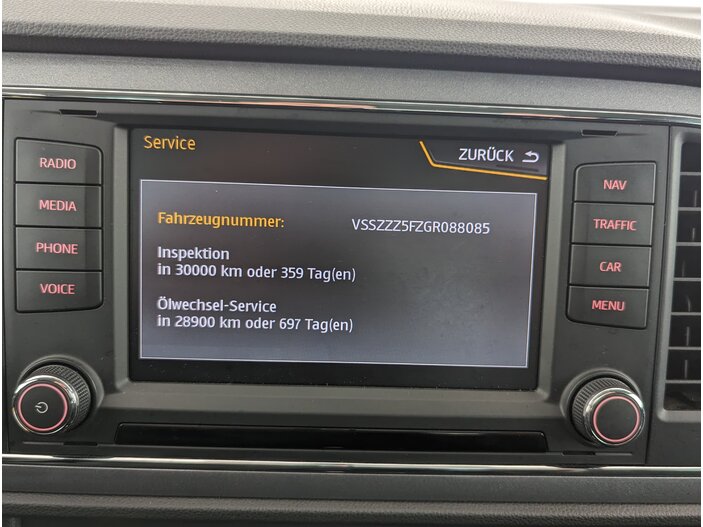 Service
ZURÜCK
RADIO
MEDIA
PHONE
VOICE
Fahrzeugnummer: VSSZZZ5FZGR088085
Inspektion
in 30000 km oder 359 Tag(en)
Ölwechsel-Service
in 28900 km oder 697 Tag(en)
NAV
TRAFFIC
CAR
MENU